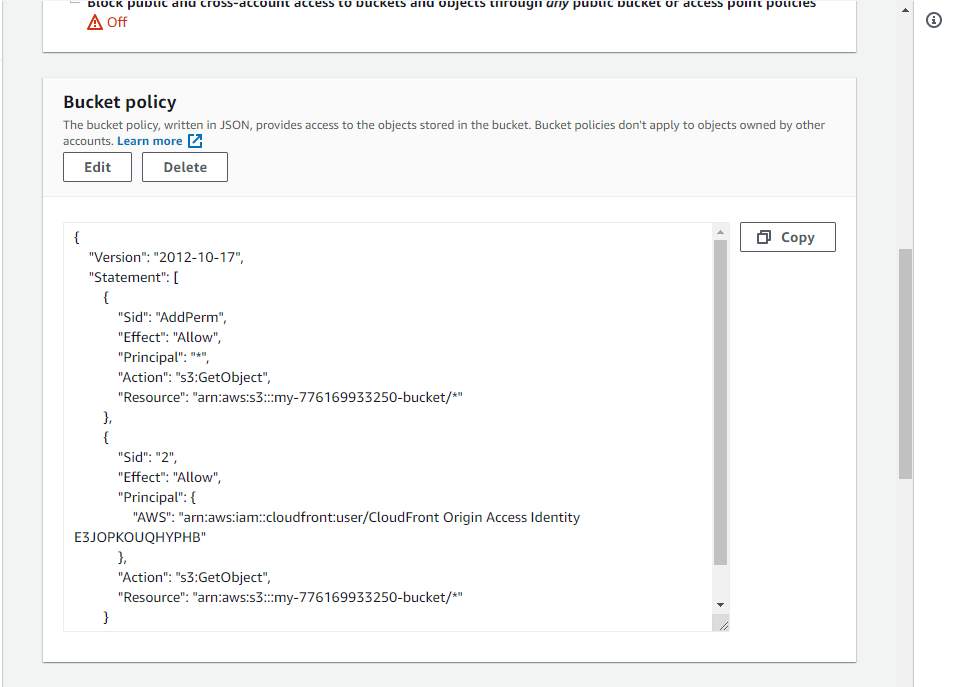 Block public and cross-account access to buckets and objects through any public bucket or access point policies
Off
Bucket policy
The bucket policy, written in JSON, provides access to the objects stored in the bucket. Bucket policies don't apply to objects owned by other
accounts. Learn more
Edit
Delete
Copy
{
"Version": "2012-10-17",
"Statement": [
{
"Sid": "AddPerm",
"Effect": "Allow",
"Principal": "*",
"Action": "s3:GetObject",
"Resource": "arn:aws:s3:::my-776169933250-bucket/*"
},
{
"Sid": "2",
"Effect": "Allow",
"Principal": {
"AWS": "arn:aws:iam::cloudfront:user/CloudFront Origin Access Identity
E3JOPKOUQHYPHB"
},
"Action": "s3:GetObject",
"Resource": "arn:aws:s3:::my-776169933250-bucket/*"
}